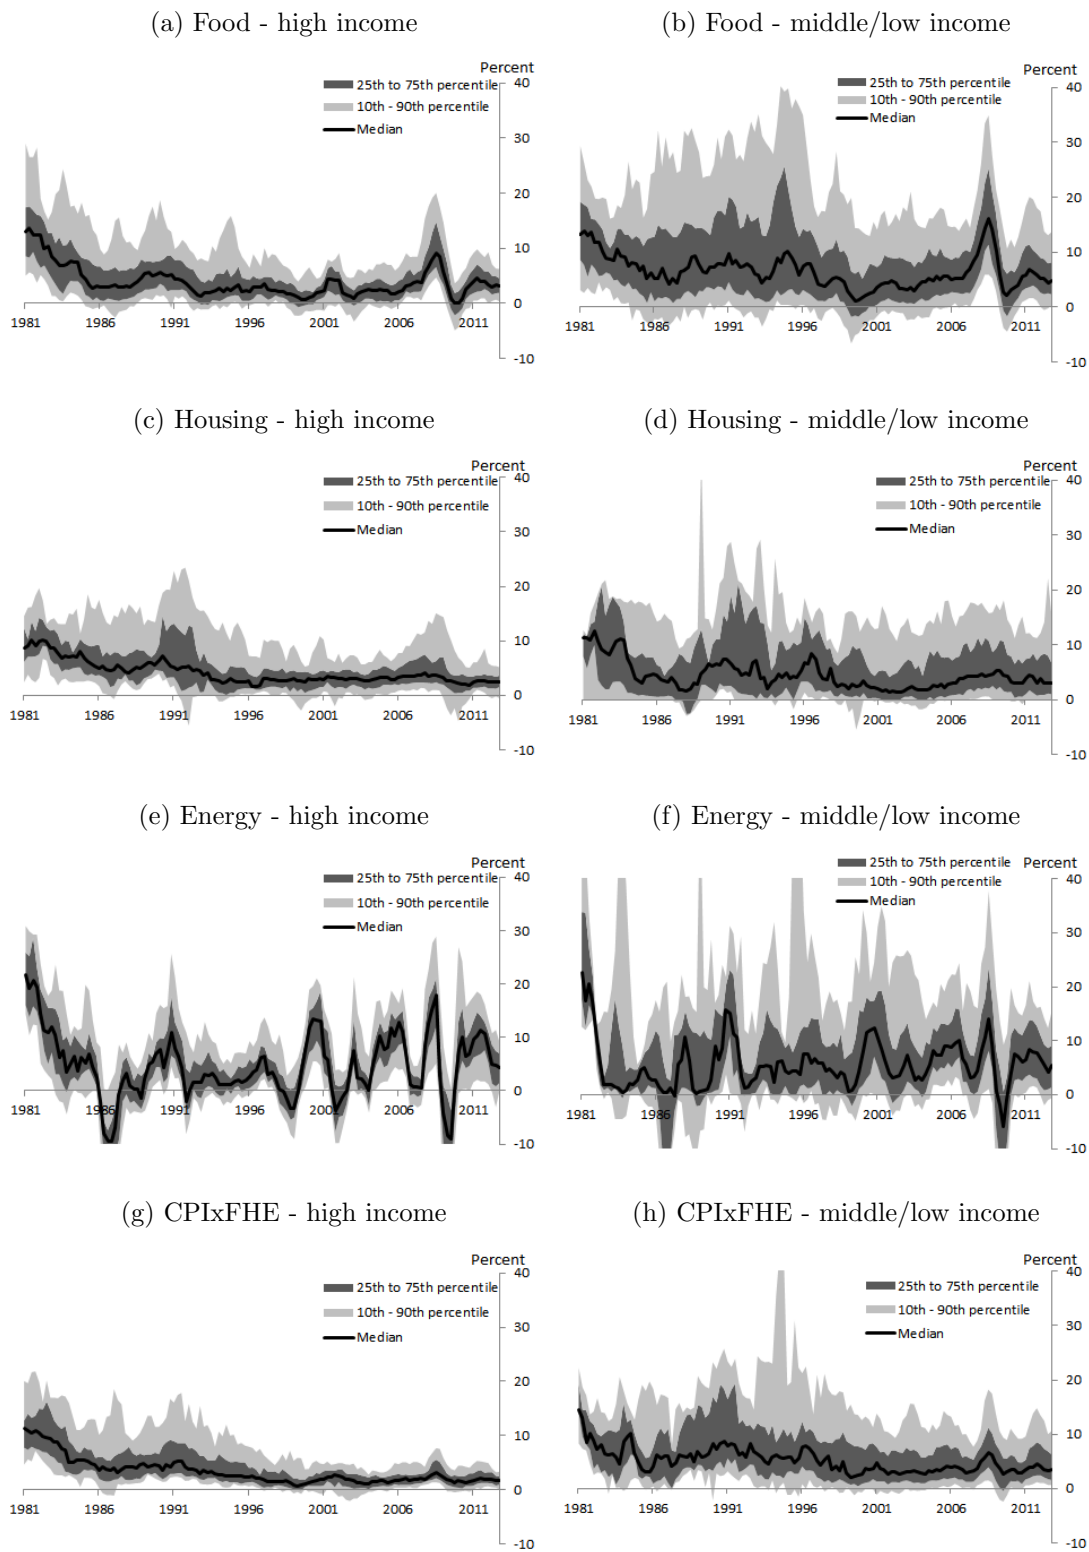 (a) Food - high income
Percent
25th to 75th percentile
10th - 90th percentile
Median
40
30
20
10
0
-10
1981 1986 1991 1996 2001 2006 2011
(b) Food - middle/low income
Percent
25th to 75th percentile
10th - 90th percentile
Median
40
30
20
10
0
-10
1981 1986 1991 1996 2001 2006 2011
(c) Housing - high income
Percent
25th to 75th percentile
10th - 90th percentile
Median
40
30
20
10
0
-10
1981 1986 1991 1996 2001 2006 2011
(d) Housing - middle/low income
Percent
25th to 75th percentile
10th - 90th percentile
Median
40
30
20
10
0
-10
1981 1986 1991 1996 2001 2006 2011
(e) Energy - high income
Percent
25th to 75th percentile
10th - 90th percentile
Median
40
30
20
10
0
-10
1981 1986 1991 1996 2001 2006 2011
(f) Energy - middle/low income
Percent
25th to 75th percentile
10th - 90th percentile
Median
40
30
20
10
0
-10
1981 1986 1991 1996 2001 2006 2011
(g) CPIxFHE - high income
Percent
25th to 75th percentile
10th - 90th percentile
Median
40
30
20
10
0
-10
1981 1986 1991 1996 2001 2006 2011
(h) CPIxFHE - middle/low income
Percent
25th to 75th percentile
10th - 90th percentile
Median
40
30
20
10
0
-10
1981 1986 1991 1996 2001 2006 2011